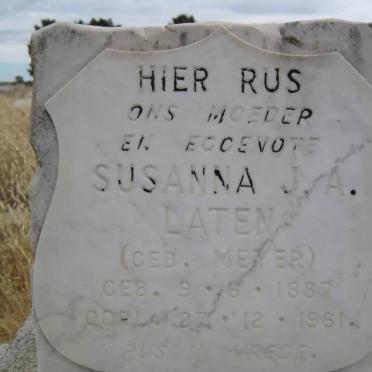 HIER RUS
ONS MOEDER
EN EGGENOTE
SUSANNA J. A.
LATEN
(GEB. MEYER)
GEB. 9 · 6 · 1887
OORL. 27 · 12 · 1961.
RUS IN VREDE.